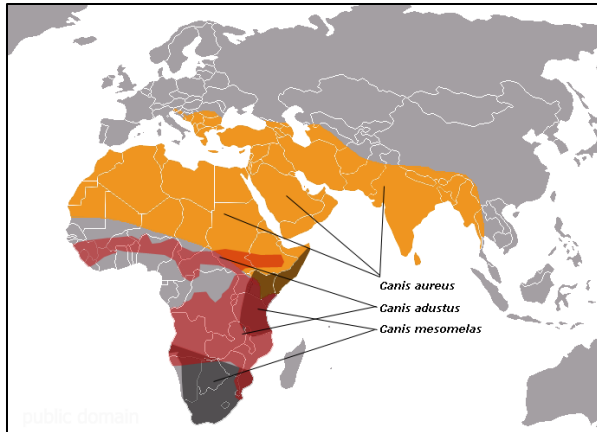 Canis aureus
Canis adustus
Canis mesomelas
public domain